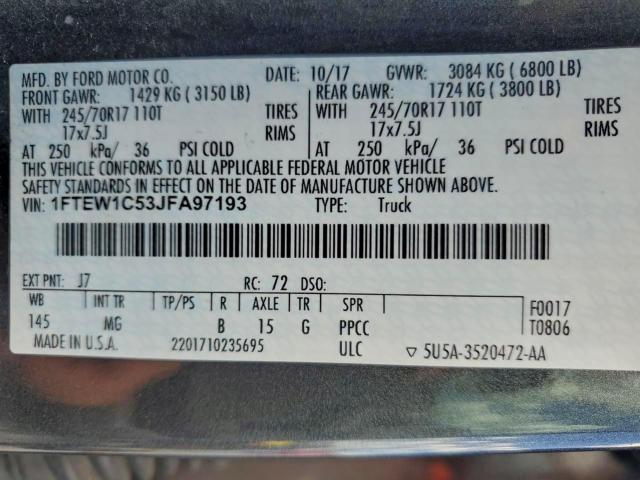 MFD. BY FORD MOTOR CO. DATE: 10/17 GVWR: 3084 KG ( 6800 LB)
FRONT GAWR: 1429 KG ( 3150 LB) REAR GAWR: 1724 KG ( 3800 LB)
WITH 245/70R17 110T TIRES WITH 245/70R17 110T TIRES
17x7.5J RIMS 17x7.5J RIMS
AT 250 kPa/ 36 PSI COLD AT 250 kPa/ 36 PSI COLD
THIS VEHICLE CONFORMS TO ALL APPLICABLE FEDERAL MOTOR VEHICLE
SAFETY STANDARDS IN EFFECT ON THE DATE OF MANUFACTURE SHOWN ABOVE.
VIN: 1FTEW1C53JFA97193 TYPE: Truck
EXT PNT: J7 RC: 72 DSO:
WB INT TR TP/PS R AXLE TR SPR F0017
145 MG B 15 G PPCC T0806
MADE IN U.S.A. 2201710235695 ULC ▽ 5U5A-3520472-AA